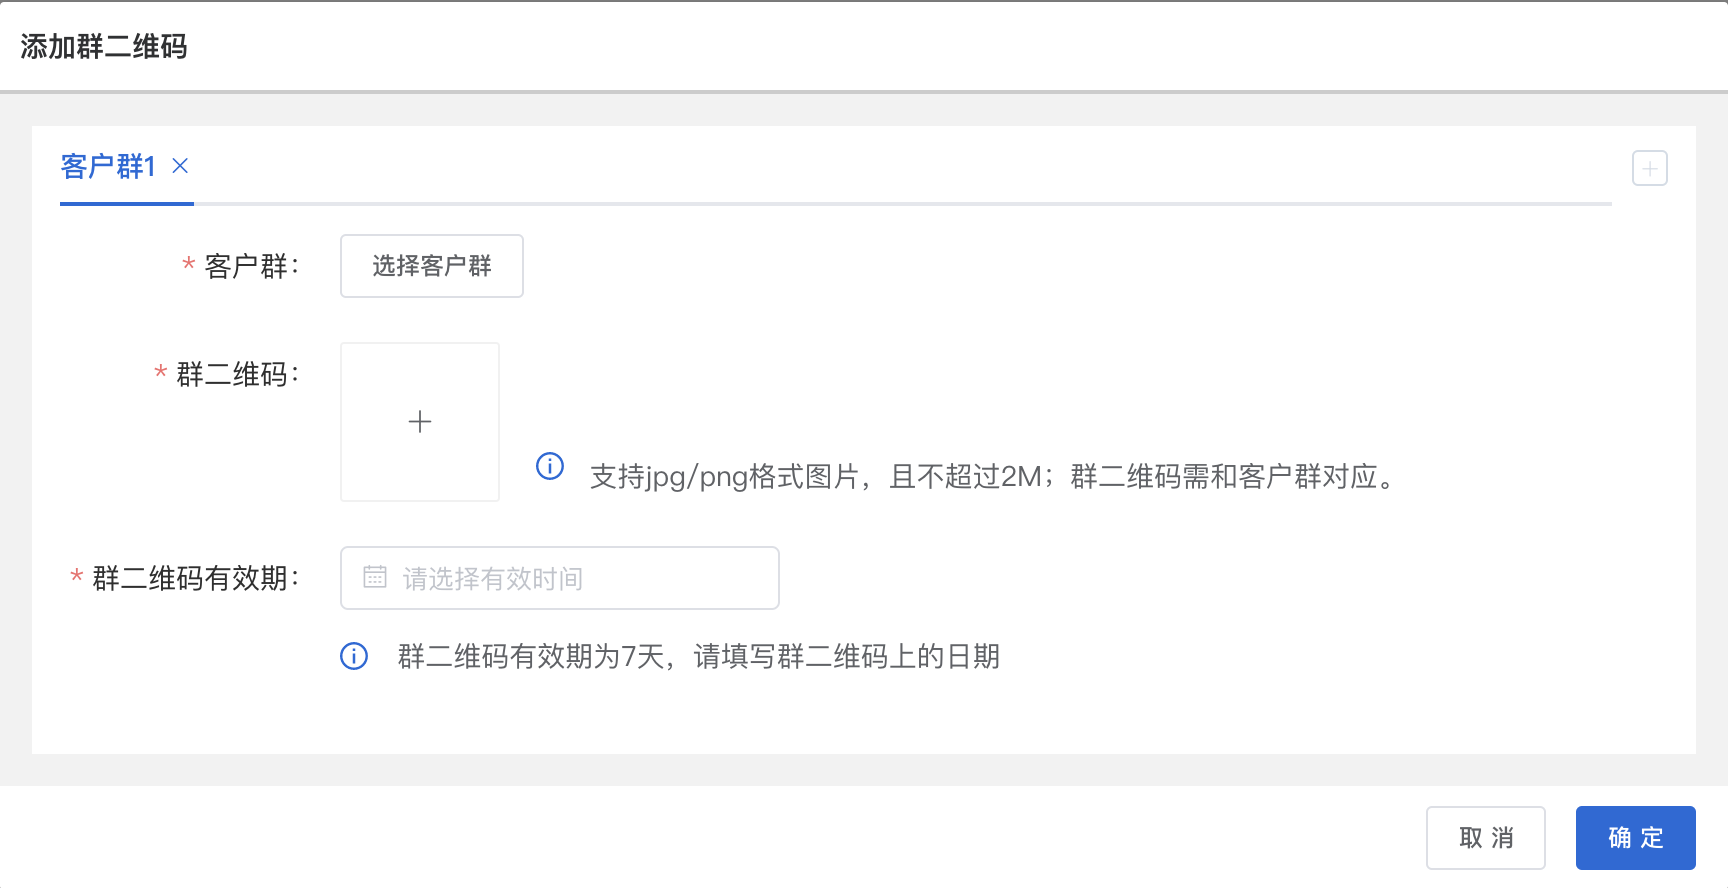 添加群二维码
客户群1
* 客户群：
选择客户群
* 群二维码：
支持jpg/png格式图片，且不超过2M；群二维码需和客户群对应。
* 群二维码有效期：
请选择有效时间
群二维码有效期为7天，请填写群二维码上的日期
取 消
确 定